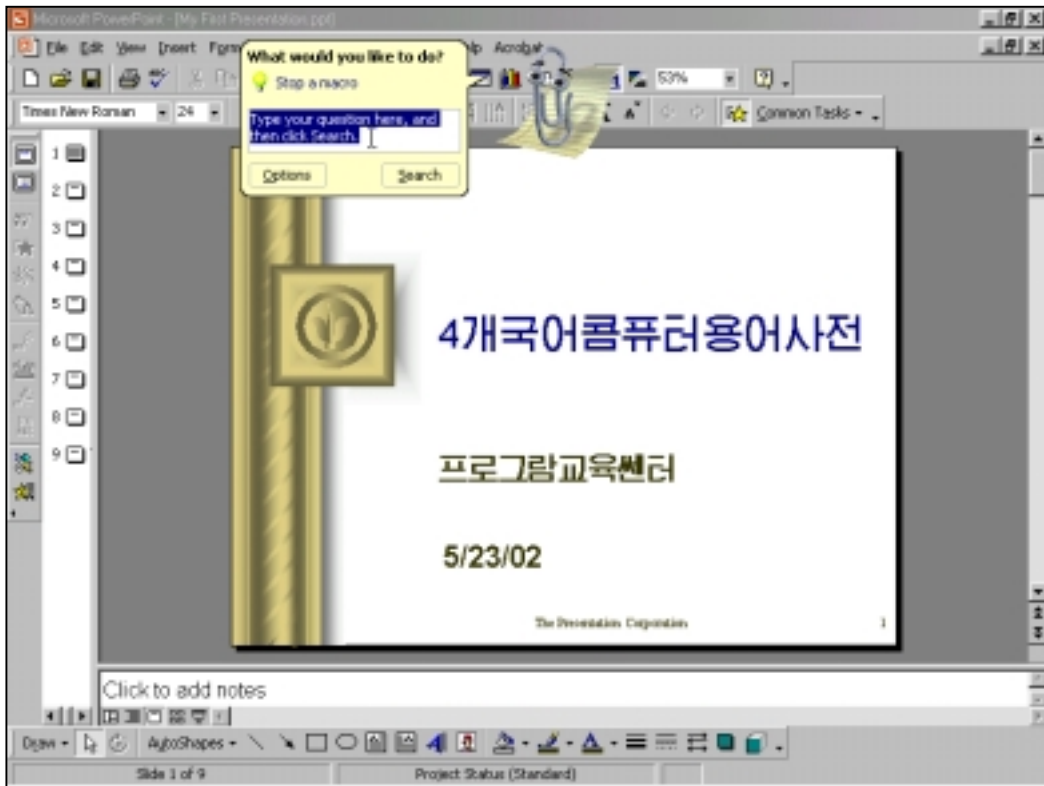 Microsoft PowerPoint - [My First Presentation.ppt]
File Edit View Insert
Acrobat
What would you like to do?
Stop a macro
Type your question here, and
then click Search.
Options Search
53%
Times New Roman 24
Common Tasks
1
2
3
4
5
6
7
8
9
4개국어콤퓨터용어사전
프로그람교육쎈터
5/23/02
The Presentation Corporation 1
Click to add notes
Draw AutoShapes
Slide 1 of 9 Project Status (Standard)